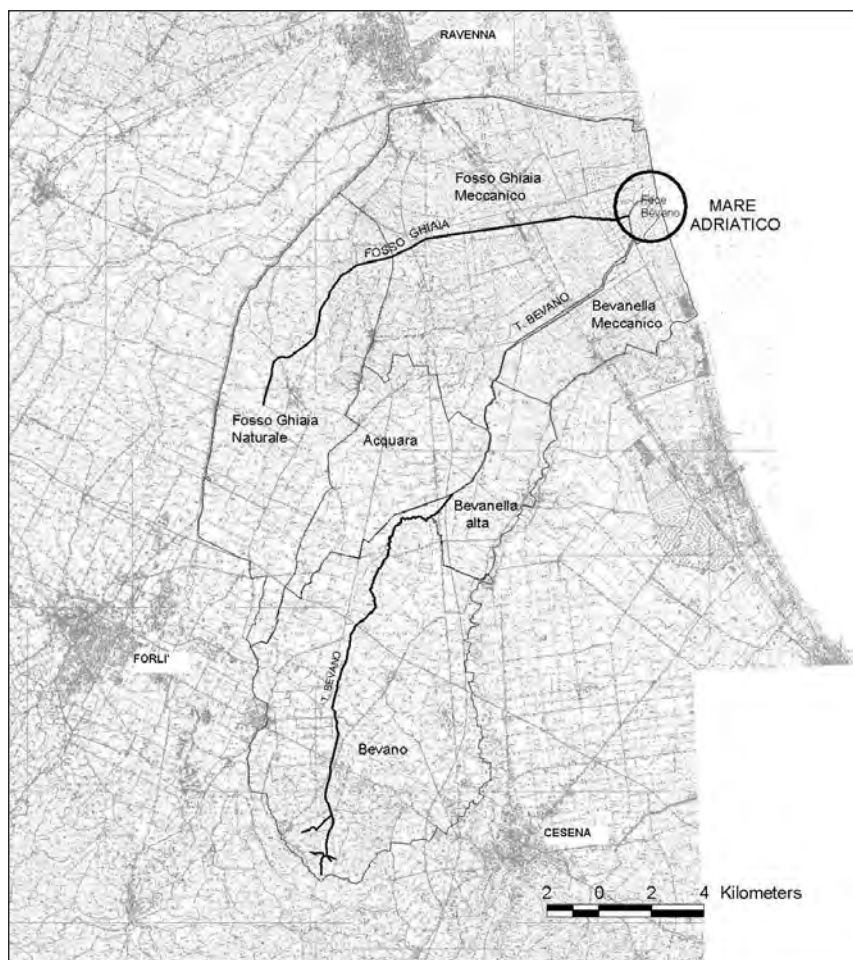 RAVENNA
Fosso Ghiaia
Meccanico
Foce
Bevano
MARE
ADRIATICO
FOSSO GHIAIA
T. BEVANO
Bevanella
Meccanico
Fosso Ghiaia
Naturale
Acquara
Bevanella
alta
FORLI'
T. BEVANO
Bevano
CESENA
2 0 2 4 Kilometers